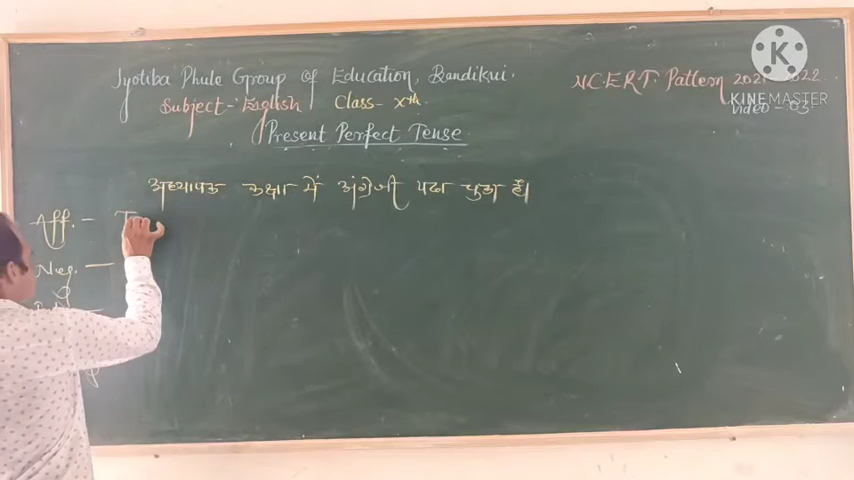 Jyotiba Phule Group of Education, Bandikui.
N.C.E.R.T. Pattern 2021-2022
Subject - English Class - Xth
KINEMASTER
Video - 03
Present Perfect Tense
अध्यापक कक्षा में अंग्रेजी पढा चुका है।
Aff. - T
Neg. -